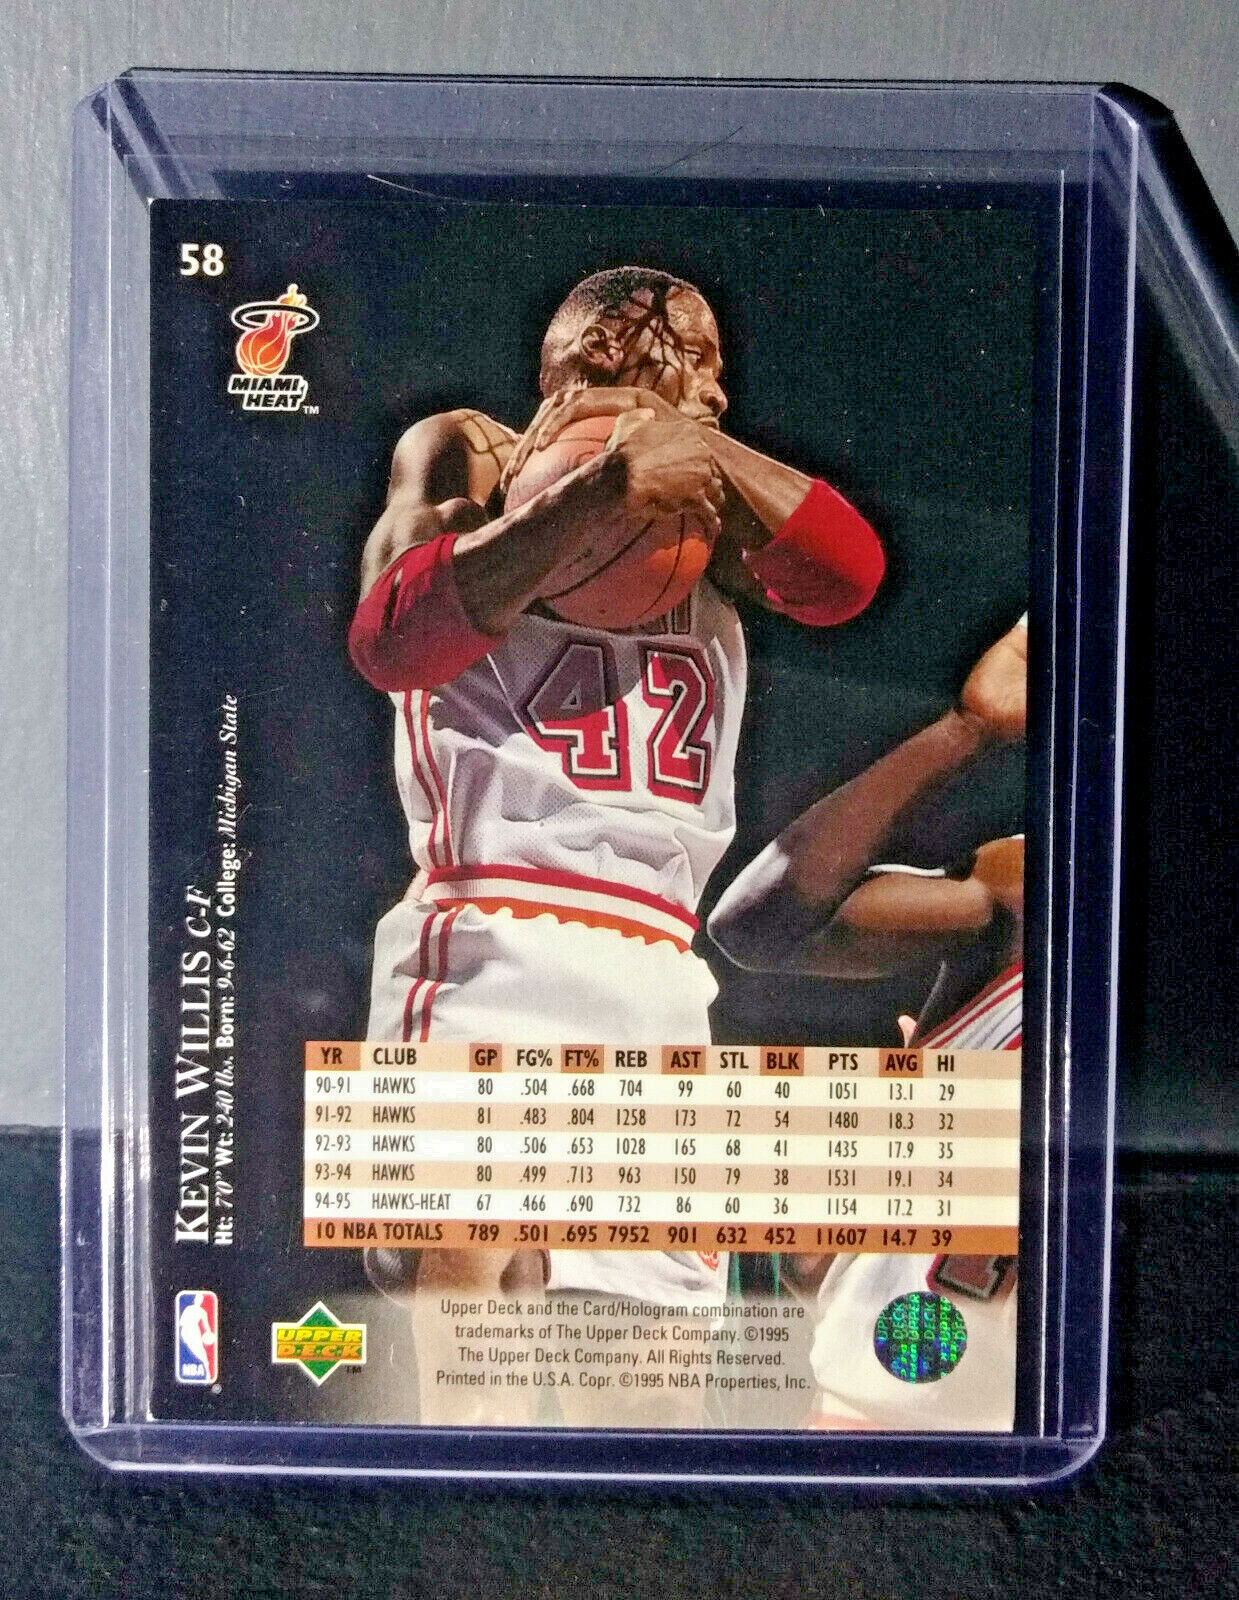 58
MIAMI
HEAT TM
42
KEVIN WILLIS C-F
Ht: 7'0" Wt: 240 lbs. Born: 9-6-62 College: Michigan State
YR CLUB GP FG% FT% REB AST STL BLK PTS AVG HI
90-91 HAWKS 80 .504 .668 704 99 60 40 1051 13.1 29
91-92 HAWKS 81 .483 .804 1258 173 72 54 1480 18.3 32
92-93 HAWKS 80 .506 .653 1028 165 68 41 1435 17.9 35
93-94 HAWKS 80 .499 .713 963 150 79 38 1531 19.1 34
94-95 HAWKS-HEAT 67 .466 .690 732 86 60 36 1154 17.2 31
10 NBA TOTALS 789 .501 .695 7952 901 632 452 11607 14.7 39
NBA ®
UPPER
DECK
TM
Upper Deck and the Card/Hologram combination are
trademarks of The Upper Deck Company. ©1995
The Upper Deck Company. All Rights Reserved.
Printed in the U.S.A. Copr. ©1995 NBA Properties, Inc.
UPPER DECK